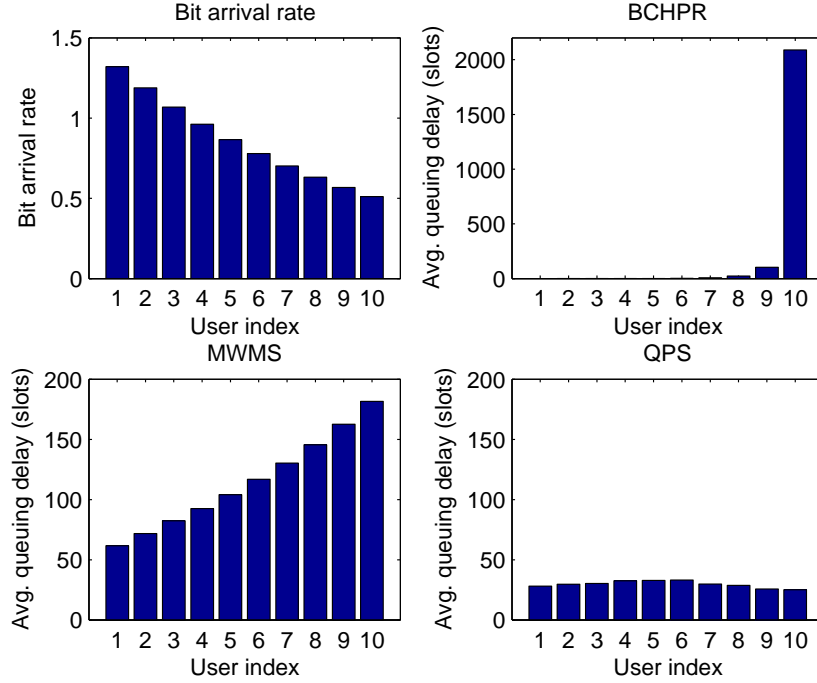 Bit arrival rate
1.5
1
0.5
0
Bit arrival rate
1 2 3 4 5 6 7 8 9 10
User index
BCHPR
2000
1500
1000
500
0
Avg. queuing delay (slots)
1 2 3 4 5 6 7 8 9 10
User index
MWMS
200
150
100
50
0
Avg. queuing delay (slots)
1 2 3 4 5 6 7 8 9 10
User index
QPS
200
150
100
50
0
Avg. queuing delay (slots)
1 2 3 4 5 6 7 8 9 10
User index